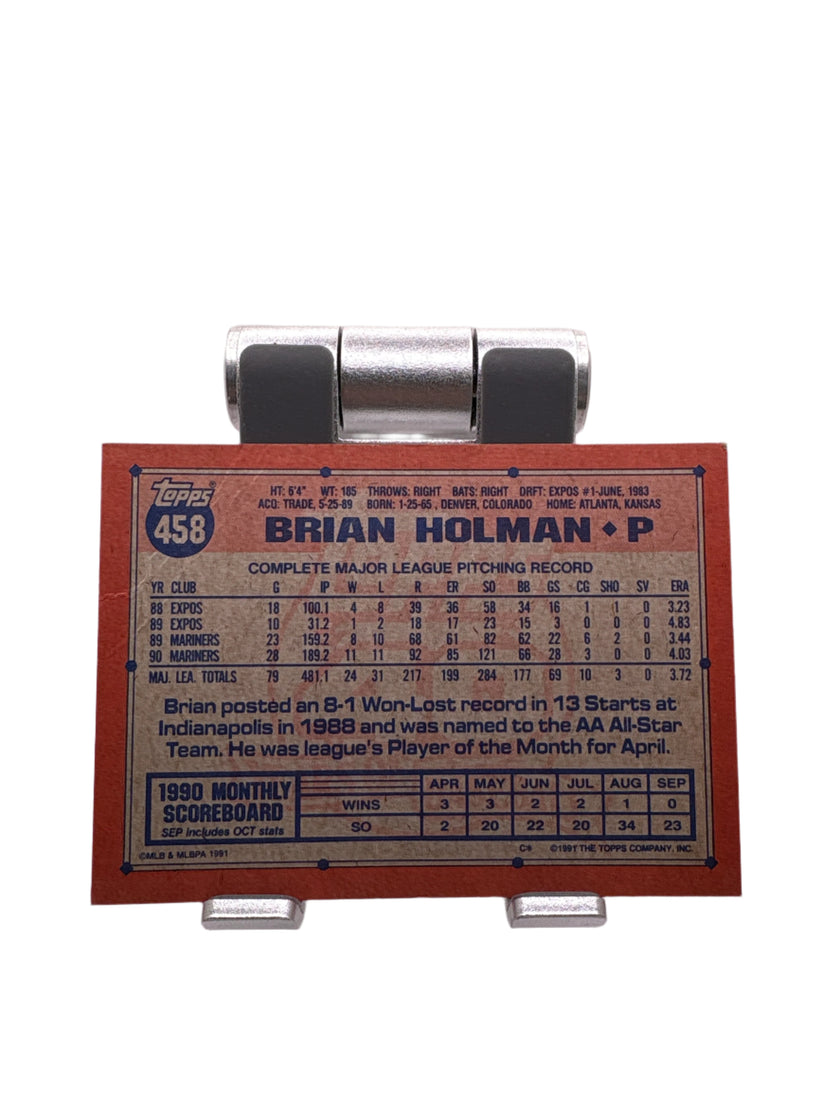 Topps®
458
HT: 6'4" WT: 185 THROWS: RIGHT BATS: RIGHT DRFT: EXPOS #1-JUNE, 1983
ACQ: TRADE, 5-25-89 BORN: 1-25-65, DENVER, COLORADO HOME: ATLANTA, KANSAS
BRIAN HOLMAN ◆ P
COMPLETE MAJOR LEAGUE PITCHING RECORD
YR CLUB G IP W L R ER SO BB GS CG SHO SV ERA
88 EXPOS 18 100.1 4 8 39 36 58 34 16 1 1 0 3.23
89 EXPOS 10 31.2 1 2 18 17 23 15 3 0 0 0 4.83
89 MARINERS 23 159.2 8 10 68 61 82 62 22 6 2 0 3.44
90 MARINERS 28 189.2 11 11 92 85 121 66 28 3 0 0 4.03
MAJ. LEA. TOTALS 79 481.1 24 31 217 199 284 177 69 10 3 0 3.72
Brian posted an 8-1 Won-Lost record in 13 Starts at
Indianapolis in 1988 and was named to the AA All-Star
Team. He was league's Player of the Month for April.
1990 MONTHLY
SCOREBOARD
SEP includes OCT stats
APR MAY JUN JUL AUG SEP
WINS 3 3 2 2 1 0
SO 2 20 22 20 34 23
©MLB & MLBPA 1991
C* ©1991 THE TOPPS COMPANY, INC.